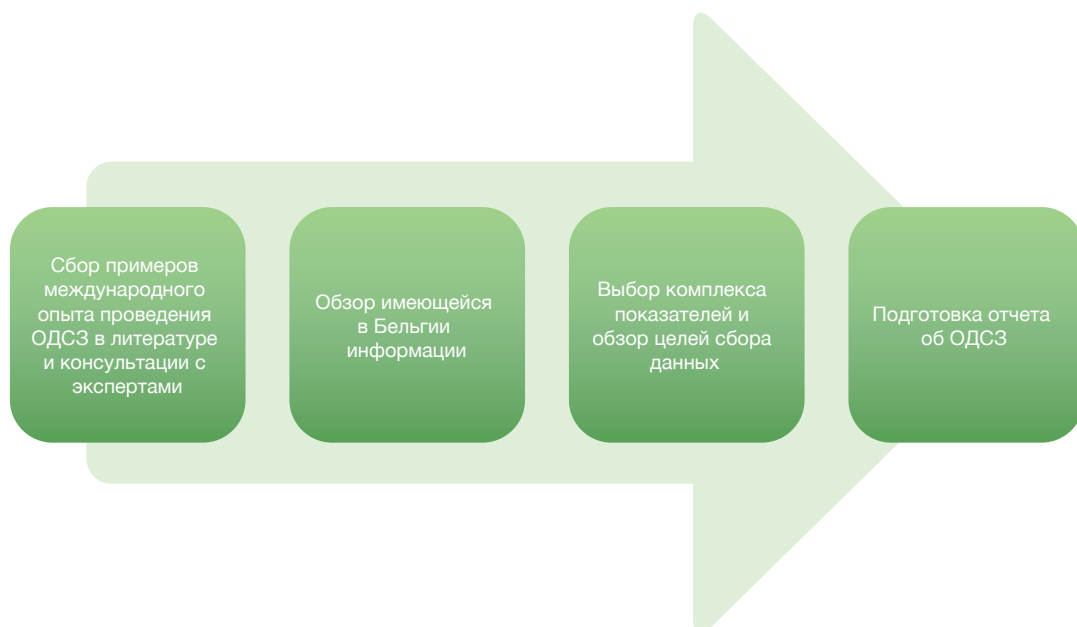 Сбор примеров
международного
опыта проведения
ОДСЗ в литературе
и консультации с
экспертами
Обзор имеющейся
в Бельгии
информации
Выбор комплекса
показателей и
обзор целей сбора
данных
Подготовка отчета
об ОДСЗ